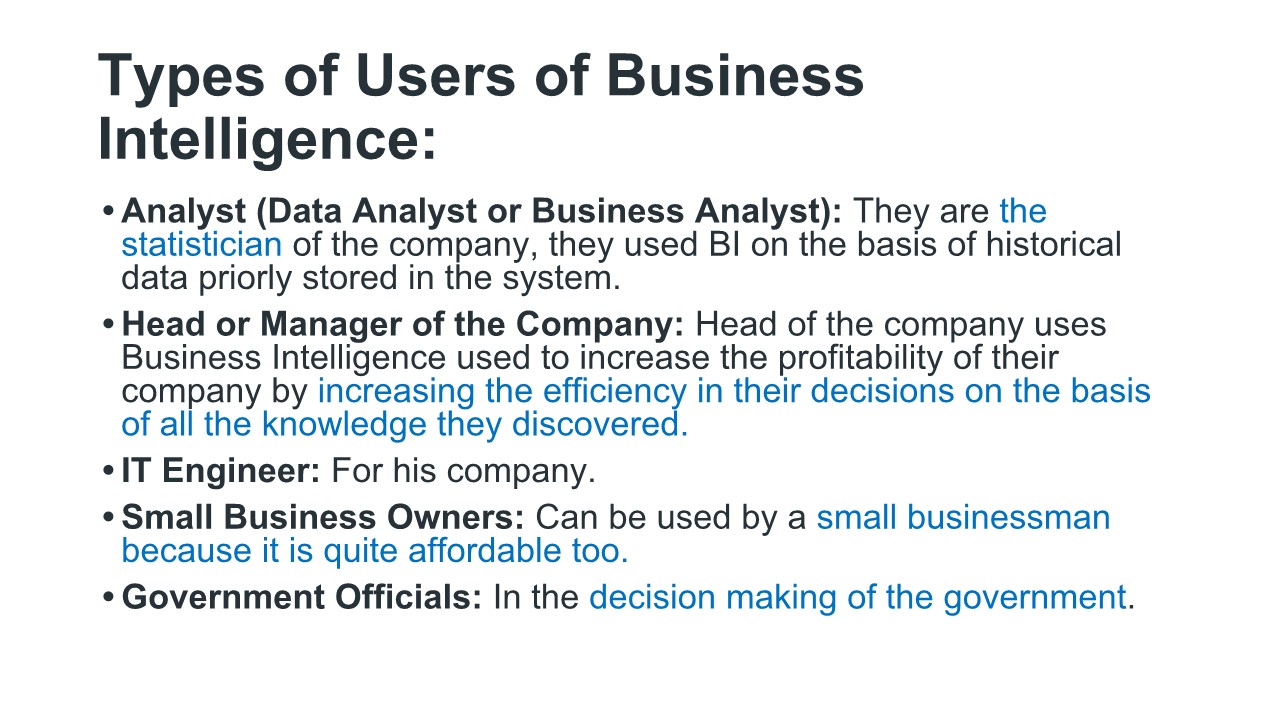 Types of Users of Business
Intelligence:
• Analyst (Data Analyst or Business Analyst): They are the
statistician of the company, they used BI on the basis of historical
data priorly stored in the system.
• Head or Manager of the Company: Head of the company uses
Business Intelligence used to increase the profitability of their
company by increasing the efficiency in their decisions on the basis
of all the knowledge they discovered.
• IT Engineer: For his company.
• Small Business Owners: Can be used by a small businessman
because it is quite affordable too.
• Government Officials: In the decision making of the government.